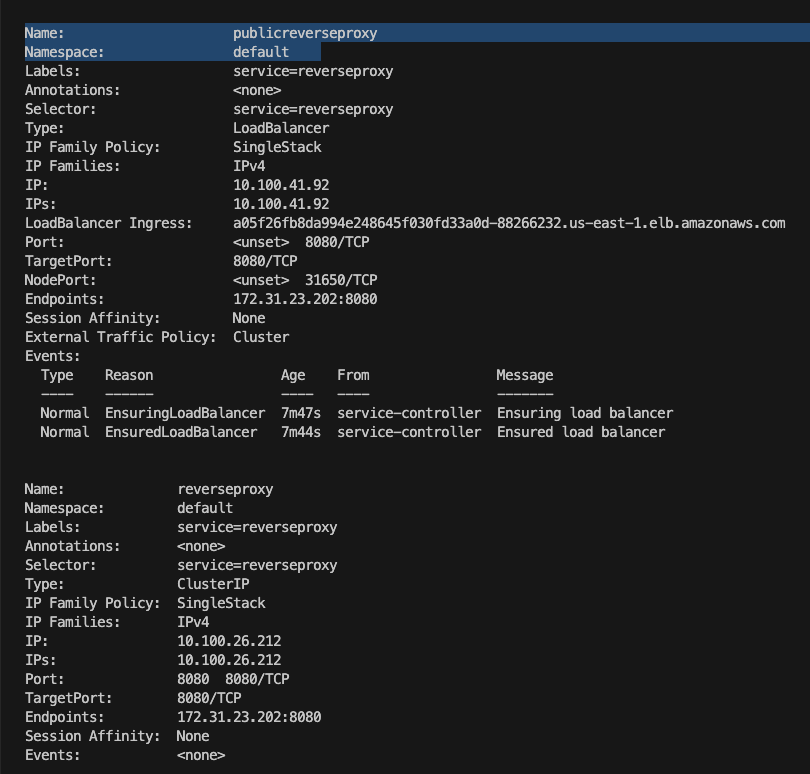 Name:                     publicreverseproxy
Namespace:                default
Labels:                   service=reverseproxy
Annotations:              <none>
Selector:                 service=reverseproxy
Type:                     LoadBalancer
IP Family Policy:         SingleStack
IP Families:              IPv4
IP:                       10.100.41.92
IPs:                      10.100.41.92
LoadBalancer Ingress:     a05f26fb8da994e248645f030fd33a0d-88266232.us-east-1.elb.amazonaws.com
Port:                     <unset>  8080/TCP
TargetPort:               8080/TCP
NodePort:                 <unset>  31650/TCP
Endpoints:                172.31.23.202:8080
Session Affinity:         None
External Traffic Policy:  Cluster
Events:
  Type    Reason                Age    From                Message
  ----    ------                ----   ----                -------
  Normal  EnsuringLoadBalancer  7m47s  service-controller  Ensuring load balancer
  Normal  EnsuredLoadBalancer   7m44s  service-controller  Ensured load balancer
Name:              reverseproxy
Namespace:         default
Labels:            service=reverseproxy
Annotations:       <none>
Selector:          service=reverseproxy
Type:              ClusterIP
IP Family Policy:  SingleStack
IP Families:       IPv4
IP:                10.100.26.212
IPs:               10.100.26.212
Port:              8080  8080/TCP
TargetPort:        8080/TCP
Endpoints:         172.31.23.202:8080
Session Affinity:  None
Events:            <none>